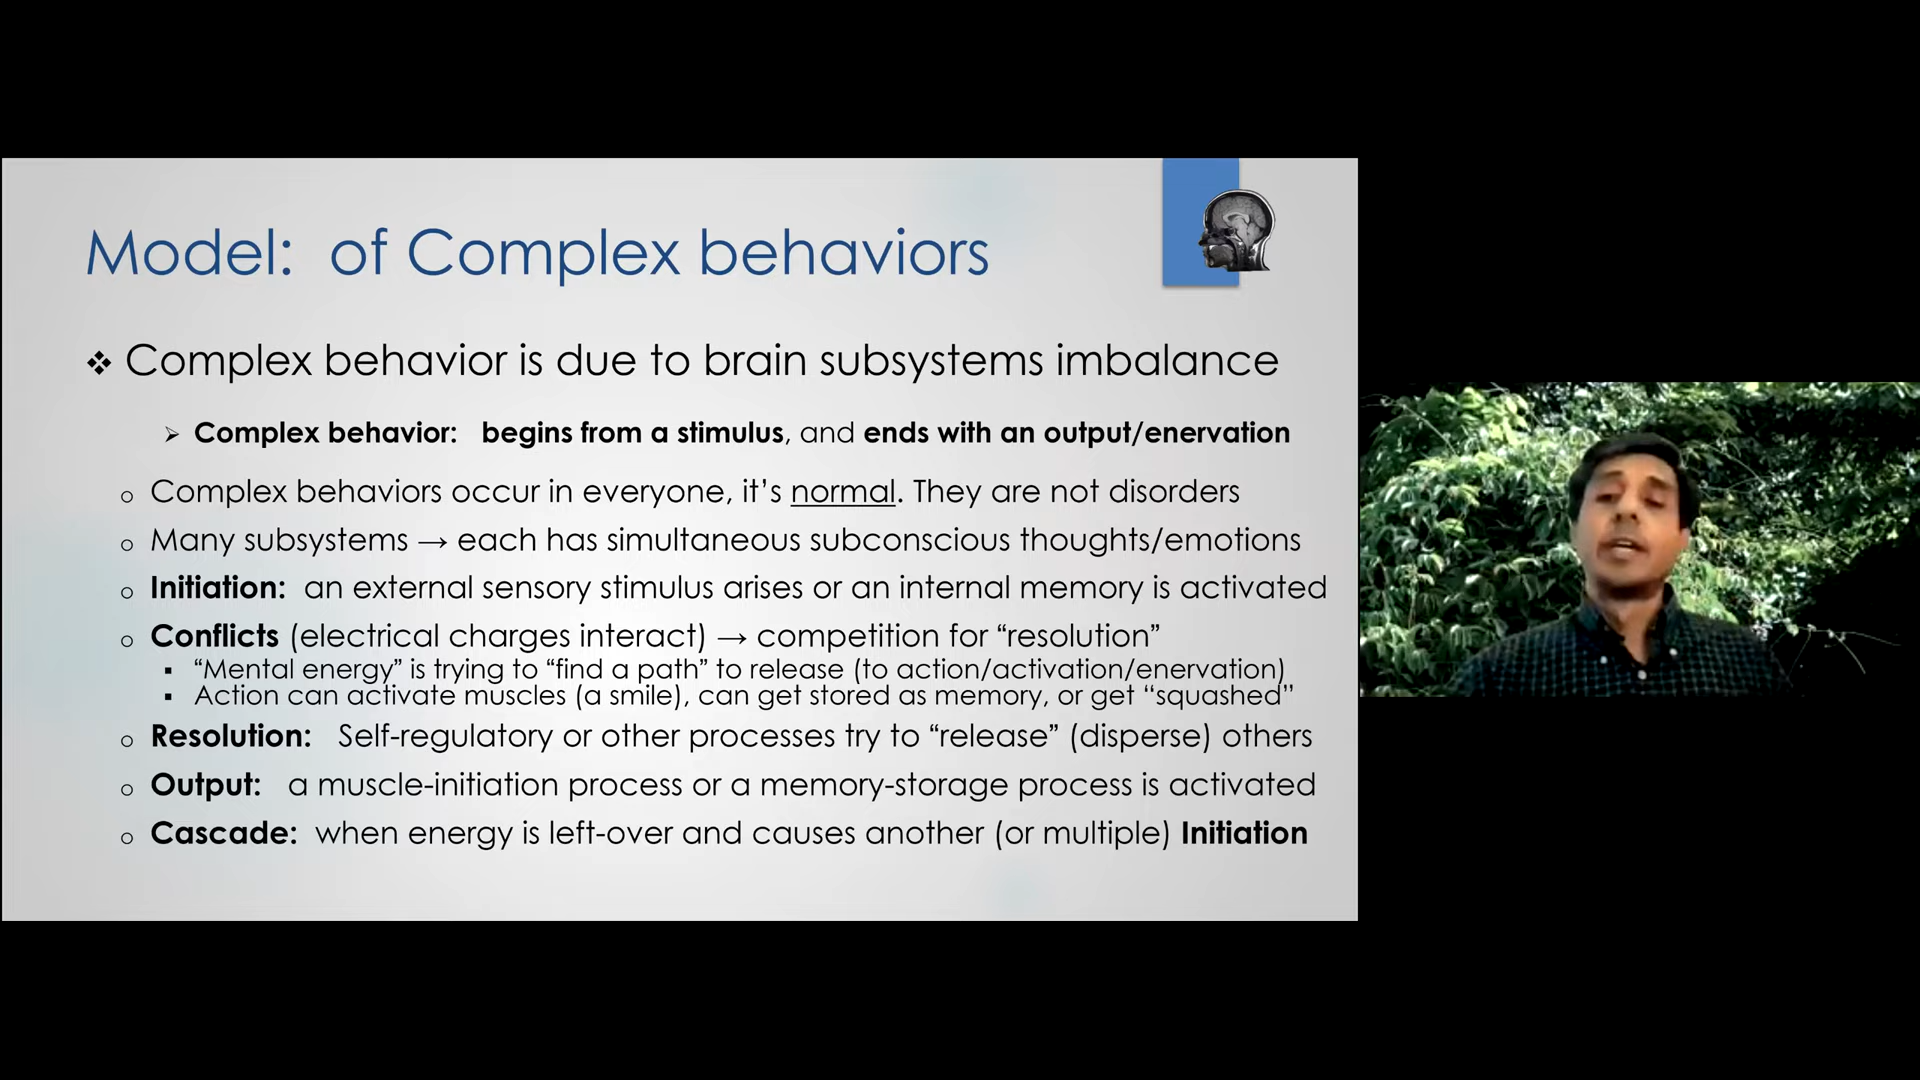 Model:  of Complex behaviors
❖ Complex behavior is due to brain subsystems imbalance
➢ Complex behavior:   begins from a stimulus, and ends with an output/enervation
o Complex behaviors occur in everyone, it’s normal. They are not disorders
o Many subsystems → each has simultaneous subconscious thoughts/emotions
o Initiation:  an external sensory stimulus arises or an internal memory is activated
o Conflicts (electrical charges interact) → competition for “resolution”
▪ “Mental energy” is trying to “find a path” to release (to action/activation/enervation)
▪ Action can activate muscles (a smile), can get stored as memory, or get “squashed”
o Resolution:   Self-regulatory or other processes try to “release” (disperse) others
o Output:   a muscle-initiation process or a memory-storage process is activated
o Cascade:  when energy is left-over and causes another (or multiple) Initiation